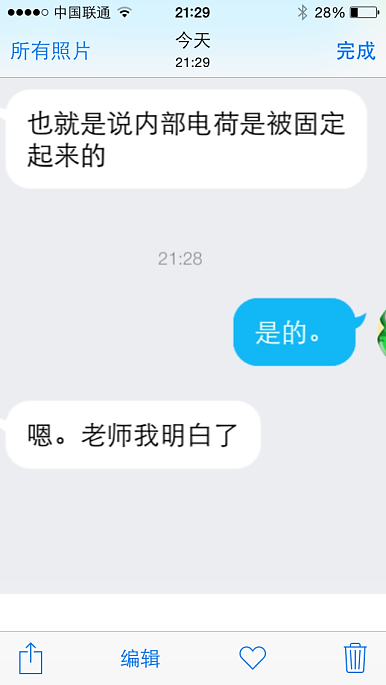 中国联通
21:29
28%
所有照片
今天
21:29
完成
也就是说内部电荷是被固定
起来的
21:28
是的。
嗯。老师我明白了
编辑